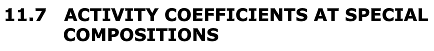 11.7 ACTIVITY COEFFICIENTS AT SPECIAL
COMPOSITIONS